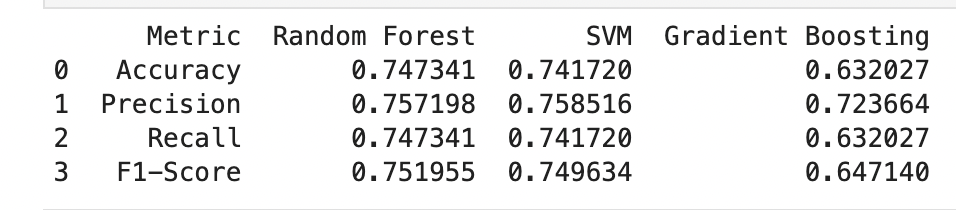 Metric Random Forest SVM Gradient Boosting
0 Accuracy 0.747341 0.741720 0.632027
1 Precision 0.757198 0.758516 0.723664
2 Recall 0.747341 0.741720 0.632027
3 F1-Score 0.751955 0.749634 0.647140